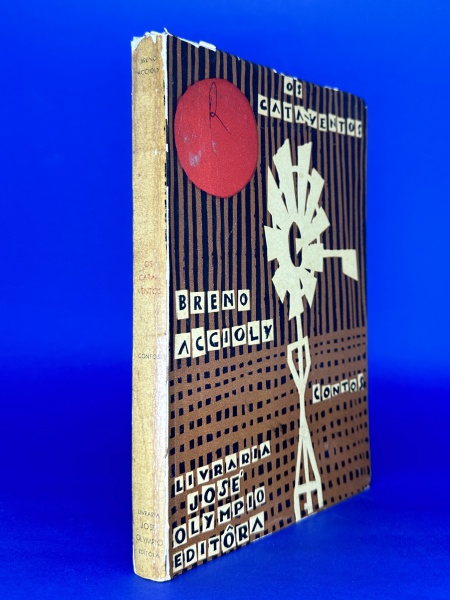 BRENO
ACCIOLY
OS
CATA-
VENTOS
CONTOS
LIVRARIA
JOSÉ
OLYMPIO
EDITÔRA
R
OS
CATA-VENTOS
BRENO
ACCIOLY
CONTOS
LIVRARIA
JOSÉ
OLYMPIO
EDITÔRA